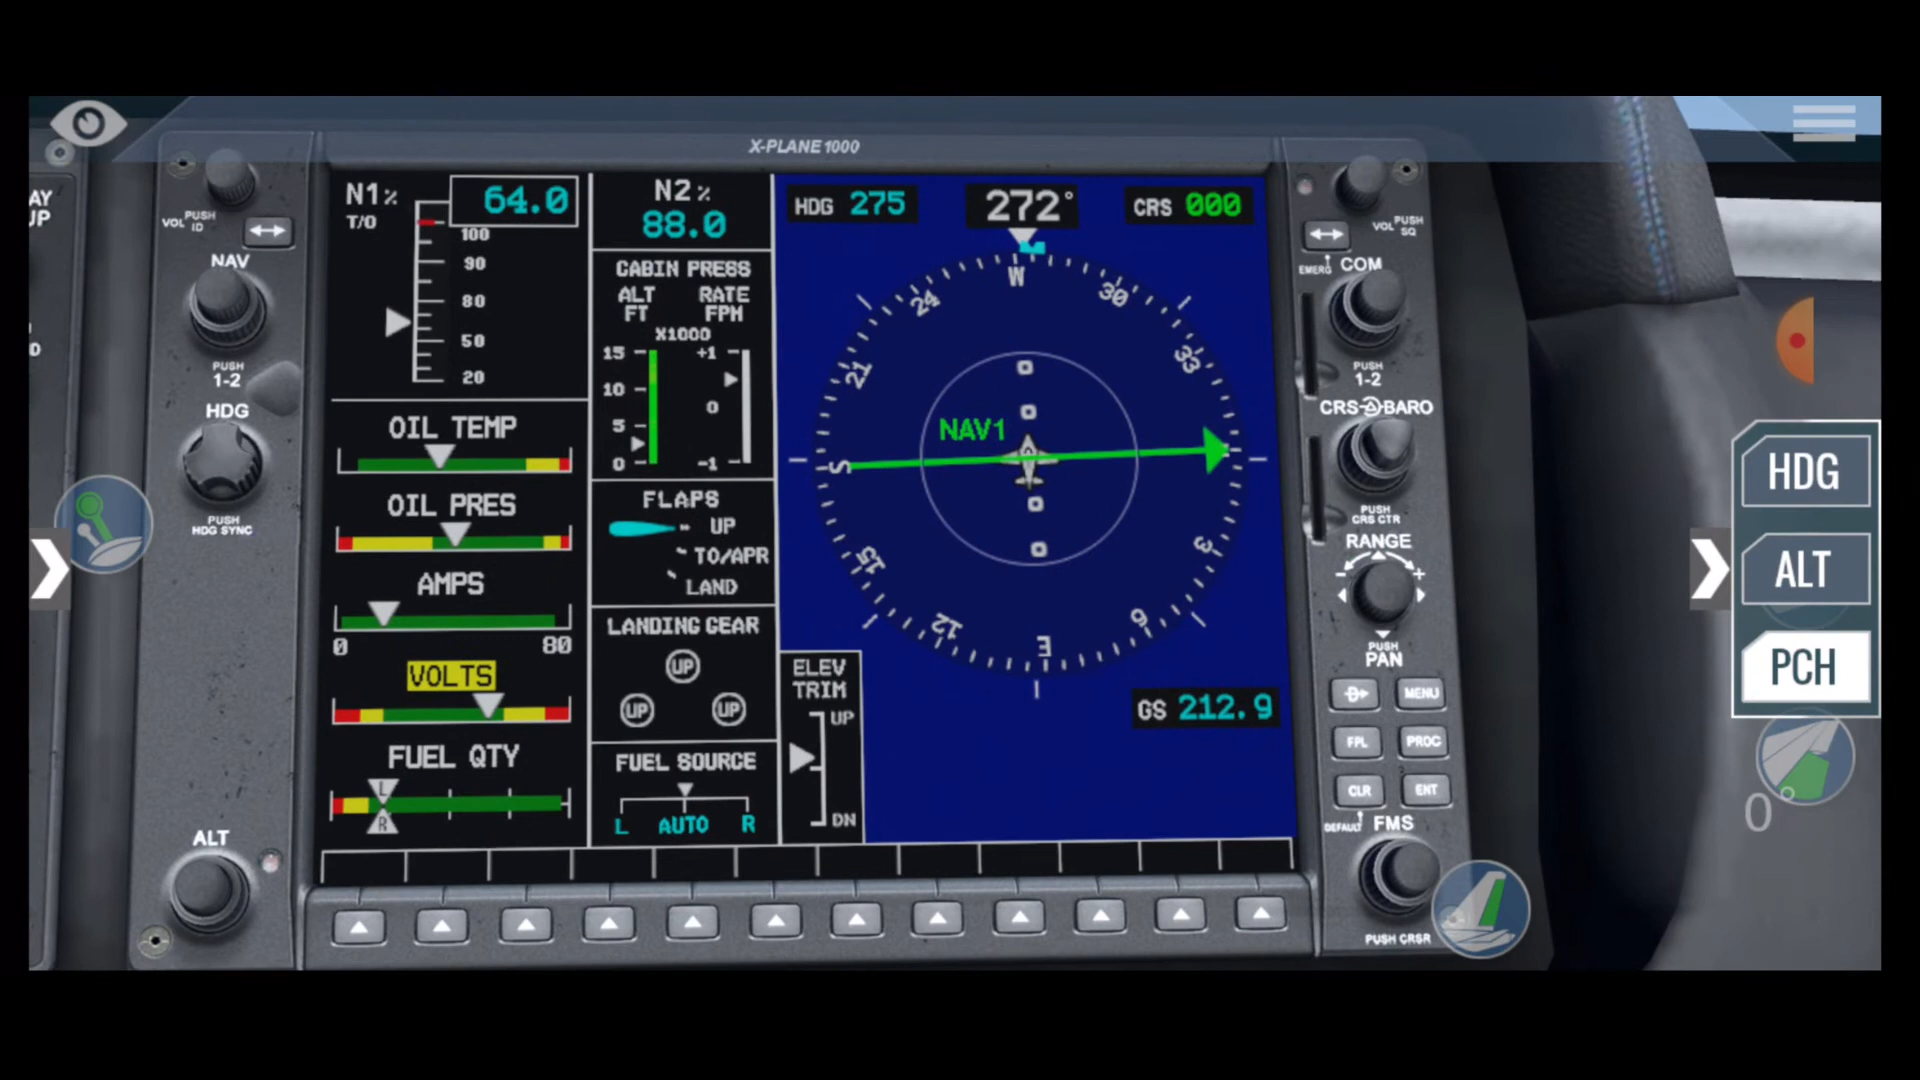 X-PLANE 1000
AY
UP
VOL PUSH ID
NAV
PUSH
1-2
HDG
PUSH
HDG SYNC
ALT
N1%
T/O
64.0
100
90
80
50
20
N2%
88.0
OIL TEMP
OIL PRES
AMPS
0 80
VOLTS
FUEL QTY
L
R
CABIN PRESS
ALT RATE
FT FPM
X1000
15 +1
10
0
5
0 -1
FLAPS
UP
TO/APR
LAND
LANDING GEAR
UP
UP UP
FUEL SOURCE
L AUTO R
ELEV
TRIM
UP
DN
HDG 275
272°
CRS 000
W
24 30
21 33
NAV1
S
15 3
12 6
E
GS 212.9
VOL PUSH SQ
EMERG COM
PUSH
1-2
CRS BARO
PUSH
CRS CTR
RANGE
- +
PUSH
PAN
D MENU
FPL PROC
CLR ENT
DEFAULT FMS
PUSH CRSR
HDG
ALT
PCH
0